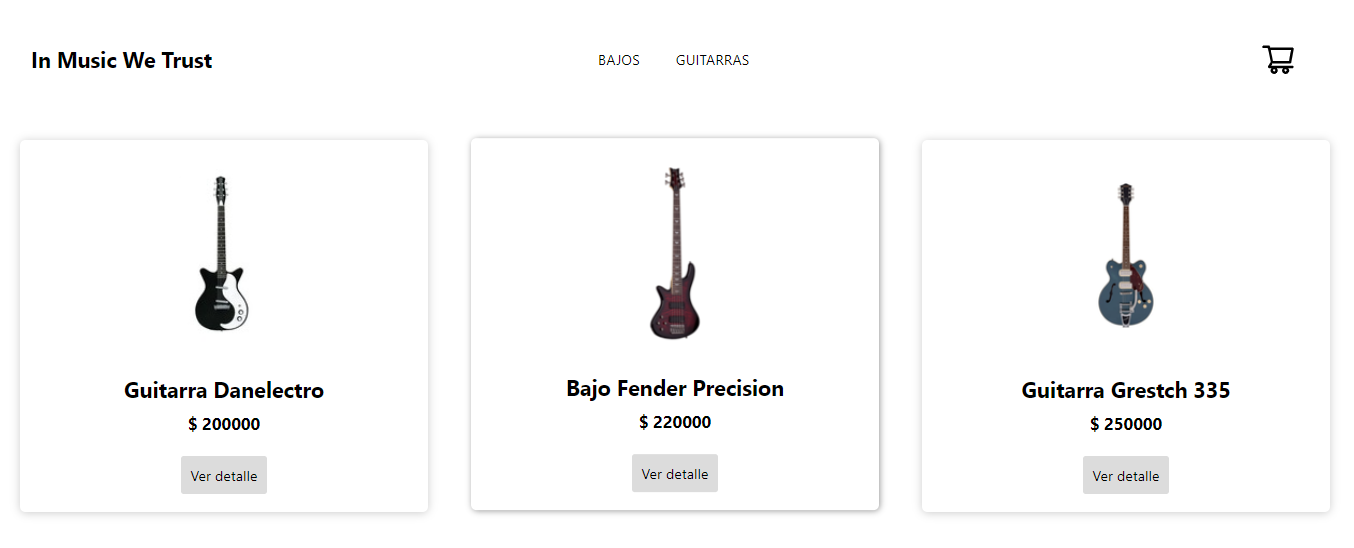 In Music We Trust
BAJOS
GUITARRAS
Guitarra Danelectro
$ 200000
Ver detalle
Bajo Fender Precision
$ 220000
Ver detalle
Guitarra Grestch 335
$ 250000
Ver detalle